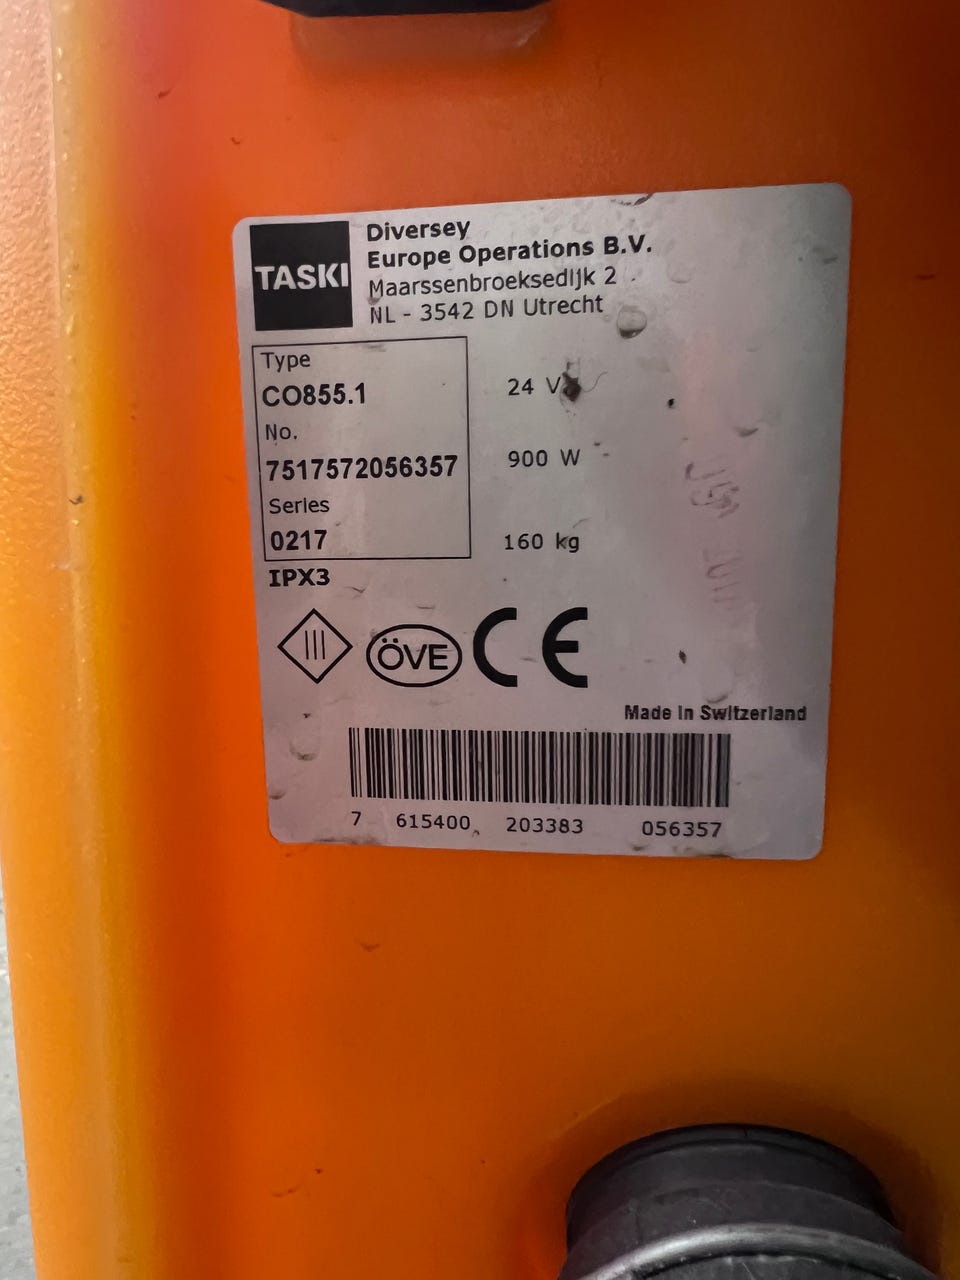 TASKI
Diversey
Europe Operations B.V.
Maarssenbroeksedijk 2
NL - 3542 DN Utrecht
Type
CO855.1
No.
7517572056357
Series
0217
24 V
900 W
160 kg
IPX3
ÖVE
CE
Made in Switzerland
7 615400 203383 056357